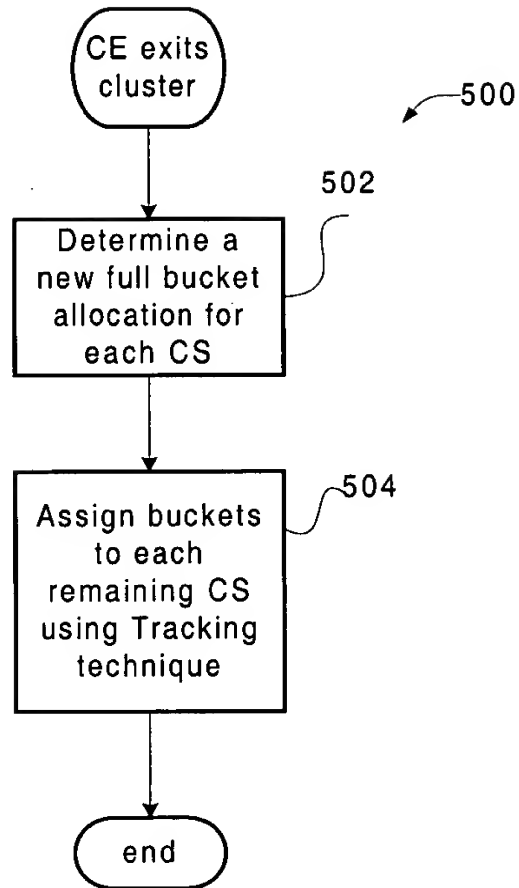 CE exits
cluster
500
502
Determine a
new full bucket
allocation for
each CS
504
Assign buckets
to each
remaining CS
using Tracking
technique
end